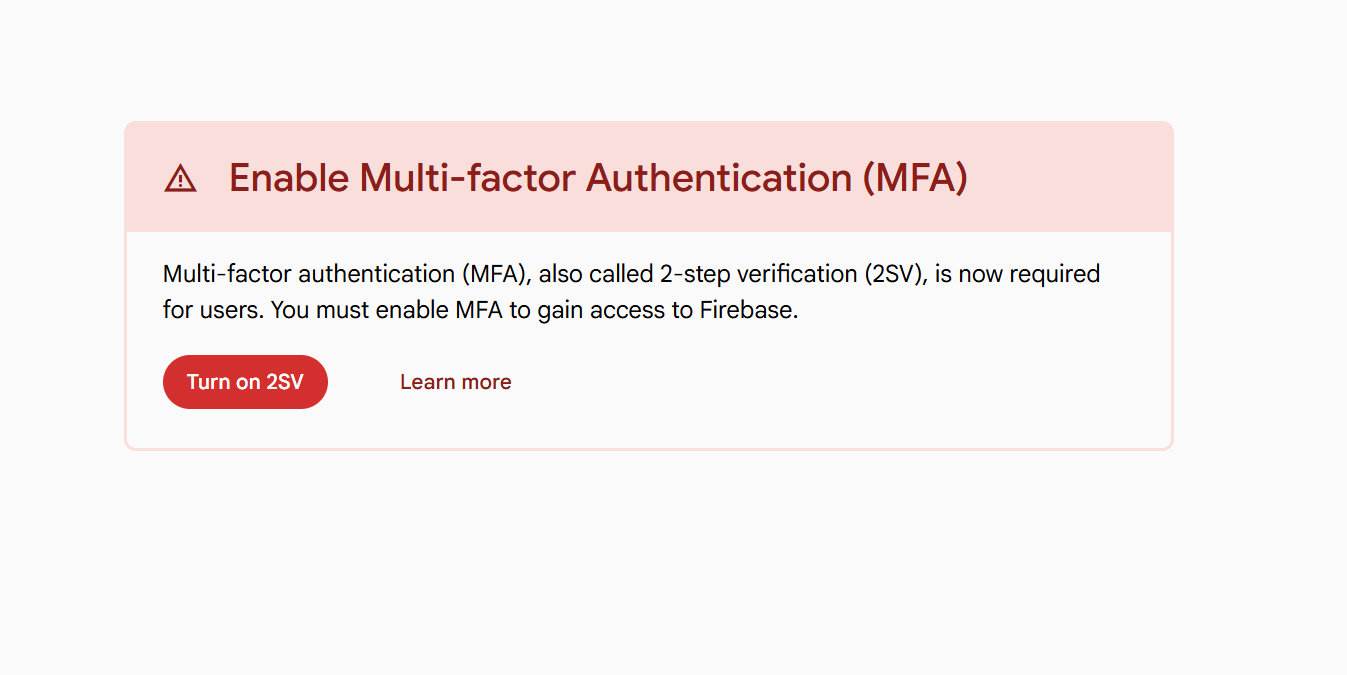 Enable Multi-factor Authentication (MFA)
Multi-factor authentication (MFA), also called 2-step verification (2SV), is now required
for users. You must enable MFA to gain access to Firebase.
Turn on 2SV
Learn more